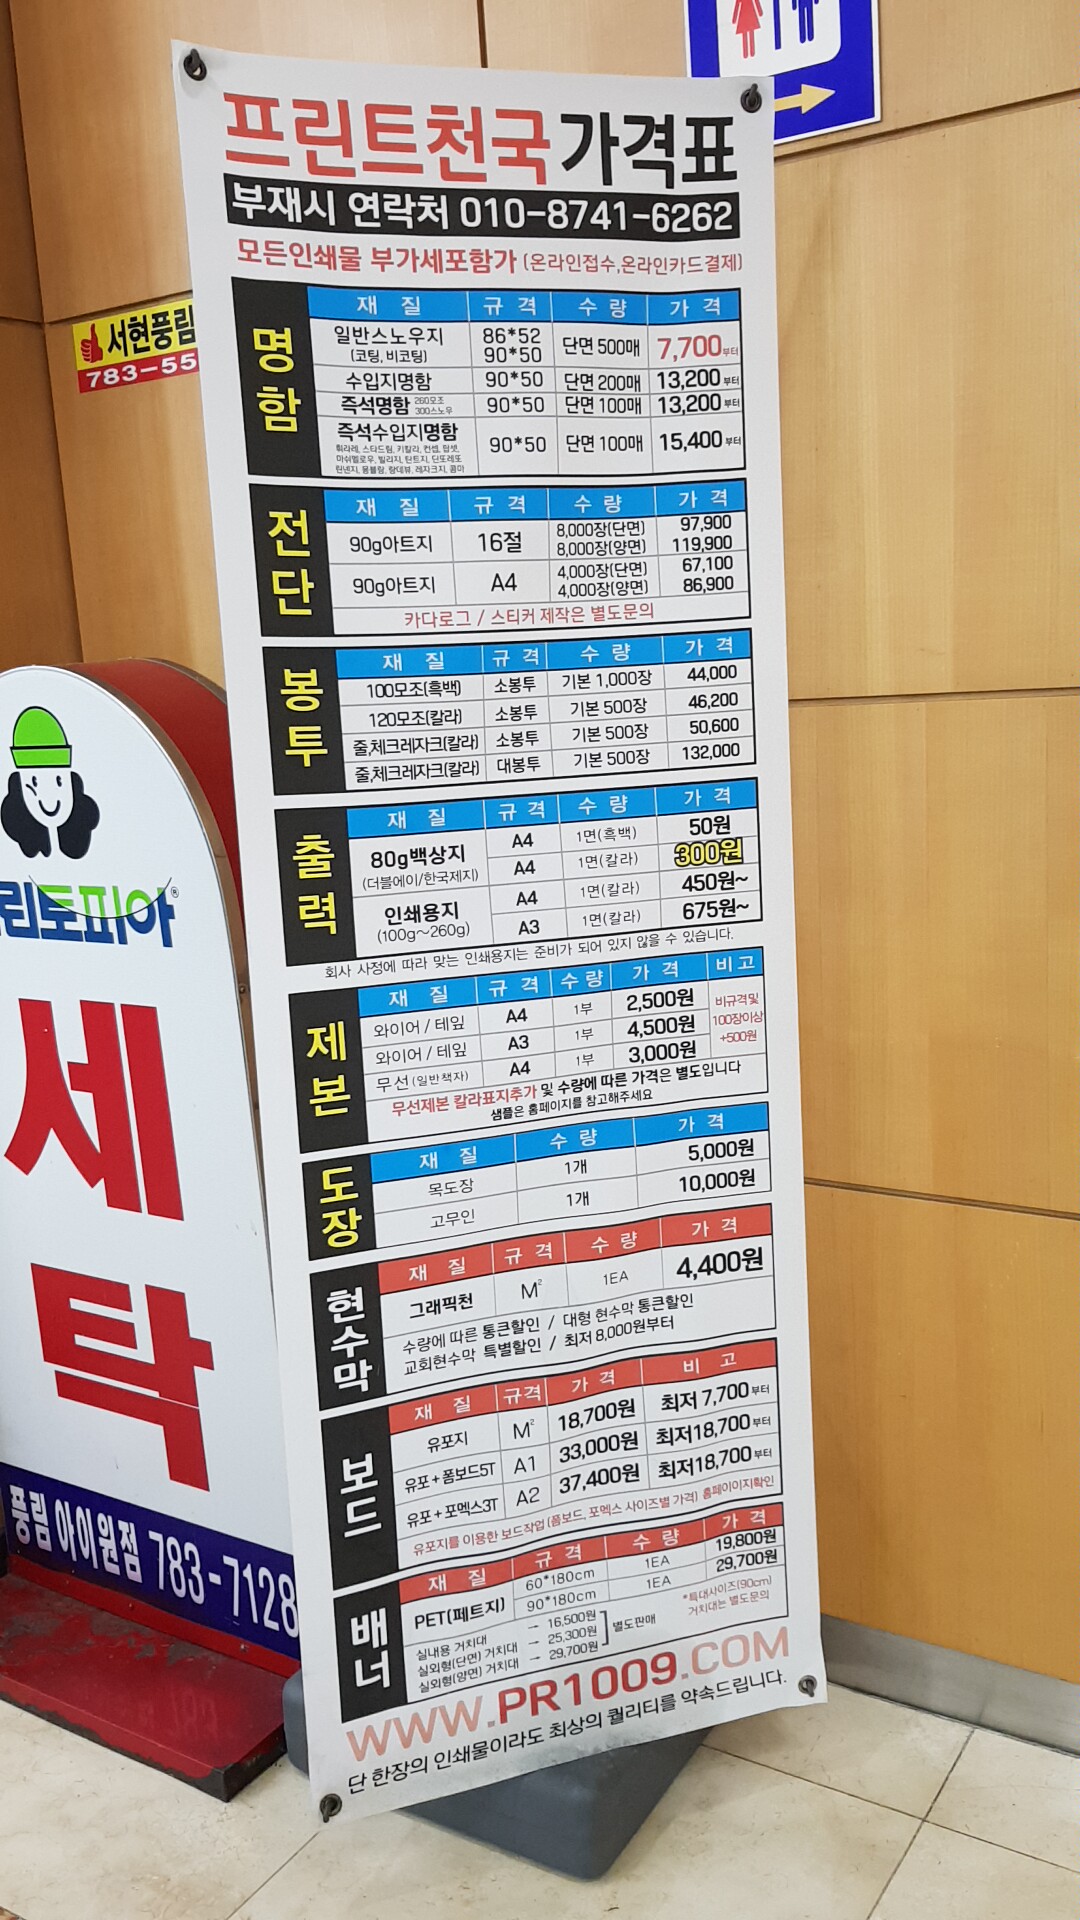 프린트천국 가격표
부재시 연락처 010-8741-6262
모든인쇄물 부가세포함가 (온라인접수,온라인카드결제)
명함
재 질 규 격 수 량 가 격
일반스노우지 (코팅, 비코팅) 86*52 90*50 단면 500매 7,700부터
수입지명함 90*50 단면 200매 13,200부터
즉석명함 260모조 300스노우 90*50 단면 100매 13,200부터
즉석수입지명함 90*50 단면 100매 15,400부터
전단
재 질 규 격 수 량 가 격
90g아트지 16절 8,000장(단면) 97,900
8,000장(양면) 119,900
90g아트지 A4 4,000장(단면) 67,100
4,000장(양면) 86,900
카다로그 / 스티커 제작은 별도문의
봉투
재 질 규 격 수 량 가 격
100모조(흑백) 소봉투 기본 1,000장 44,000
120모조(칼라) 소봉투 기본 500장 46,200
줄,체크레자크(칼라) 소봉투 기본 500장 50,600
줄,체크레자크(칼라) 대봉투 기본 500장 132,000
출력
재 질 규 격 수 량 가 격
80g백상지 A4 1면(흑백) 50원
(더블에이/한국제지) A4 1면(칼라) 300원
인쇄용지 A4 1면(칼라) 450원~
(100g~260g) A3 1면(칼라) 675원~
회사 사정에 따라 맞는 인쇄용지는 준비가 되어 있지 않을 수 있습니다.
제본
재 질 규 격 수 량 가 격 비 고
와이어 / 테잎 A4 1부 2,500원
와이어 / 테잎 A3 1부 4,500원
무선 (일반책자) A4 1부 3,000원
비규격및
100장이상
+500원
무선제본 칼라표지추가 및 수량에 따른 가격은 별도입니다
샘플은 홈페이지를 참고해주세요
도장
재 질 수 량 가 격
목도장 1개 5,000원
고무인 1개 10,000원
현수막
재 질 규 격 수 량 가 격
그래픽천 M² 1EA 4,400원
수량에 따른 통큰할인 / 대형 현수막 통큰할인
교회현수막 특별할인 / 최저 8,000원부터
보드
재 질 규격 가 격 비 고
유포지 M² 18,700원 최저 7,700부터
유포+폼보드5T A1 33,000원 최저18,700부터
유포+포멕스3T A2 37,400원 최저18,700부터
유포지를 이용한 보드작업 (폼보드, 포멕스 사이즈별 가격) 홈페이이지확인
배너
재 질 규 격 수 량 가 격
PET(페트지) 60*180cm 1EA 19,800원
90*180cm 1EA 29,700원
실내용 거치대 → 16,500원
실외형(단면) 거치대 → 25,300원
실외형(양면) 거치대 → 29,700원
별도판매
*특대사이즈(90cm)
거치대는 별도문의
WWW.PR1009.COM
단 한장의 인쇄물이라도 최상의 퀄리티를 약속드립니다.
서현풍림
783-55
린토피아®
세탁
풍림 아이원점 783-7128